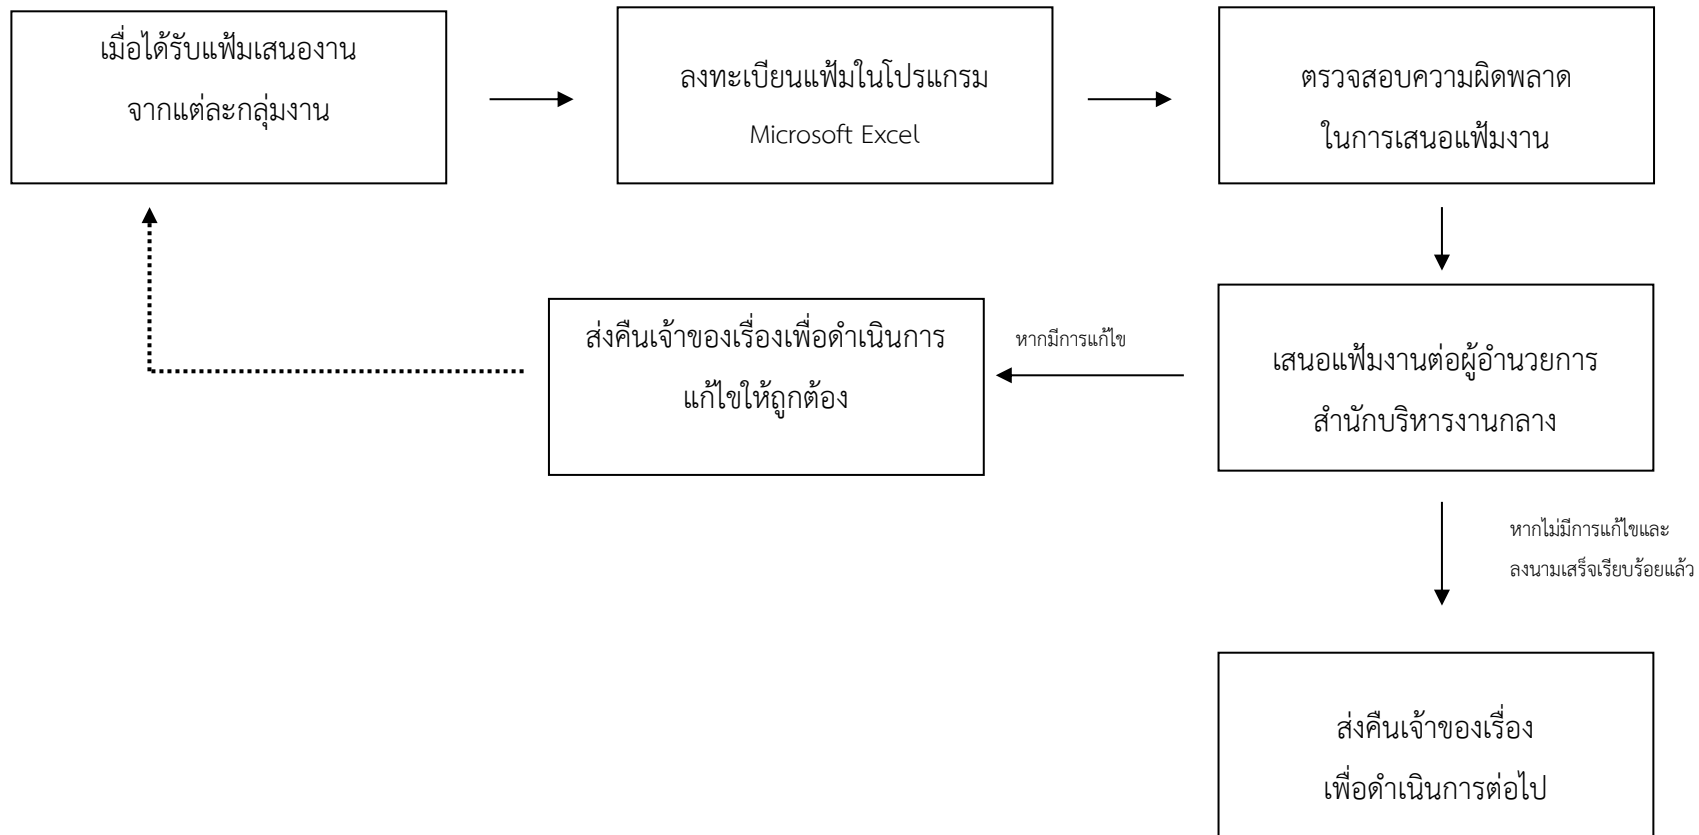 เมื่อได้รับแฟ้มเสนองาน
จากแต่ละกลุ่มงาน
ลงทะเบียนแฟ้มในโปรแกรม
Microsoft Excel
ตรวจสอบความผิดพลาด
ในการเสนอแฟ้มงาน
เสนอแฟ้มงานต่อผู้อำนวยการ
สำนักบริหารงานกลาง
หากมีการแก้ไข
ส่งคืนเจ้าของเรื่องเพื่อดำเนินการ
แก้ไขให้ถูกต้อง
หากไม่มีการแก้ไขและ
ลงนามเสร็จเรียบร้อยแล้ว
ส่งคืนเจ้าของเรื่อง
เพื่อดำเนินการต่อไป